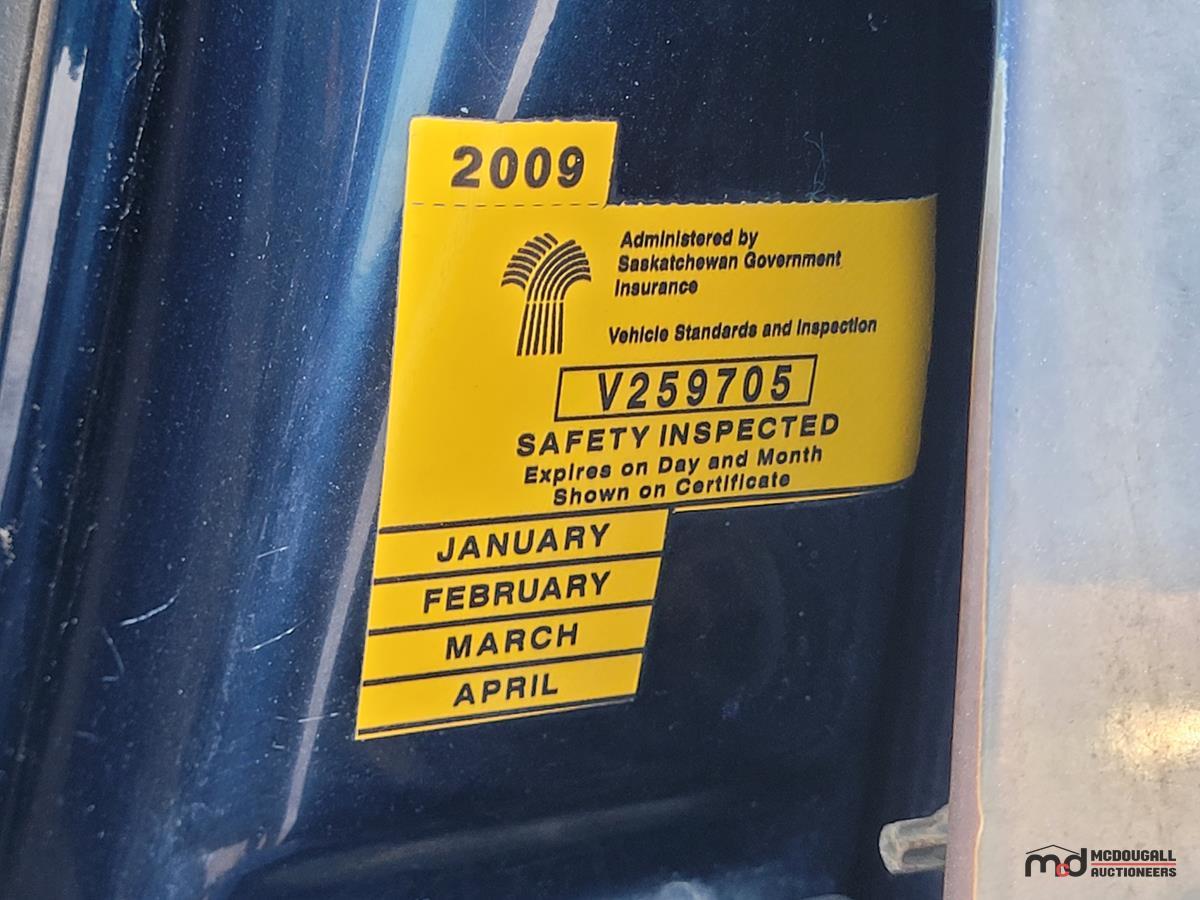 2009
Administered by
Saskatchewan Government
Insurance
Vehicle Standards and Inspection
V259705
SAFETY INSPECTED
Expires on Day and Month
Shown on Certificate
JANUARY
FEBRUARY
MARCH
APRIL
mcd MCDOUGALL
AUCTIONEERS